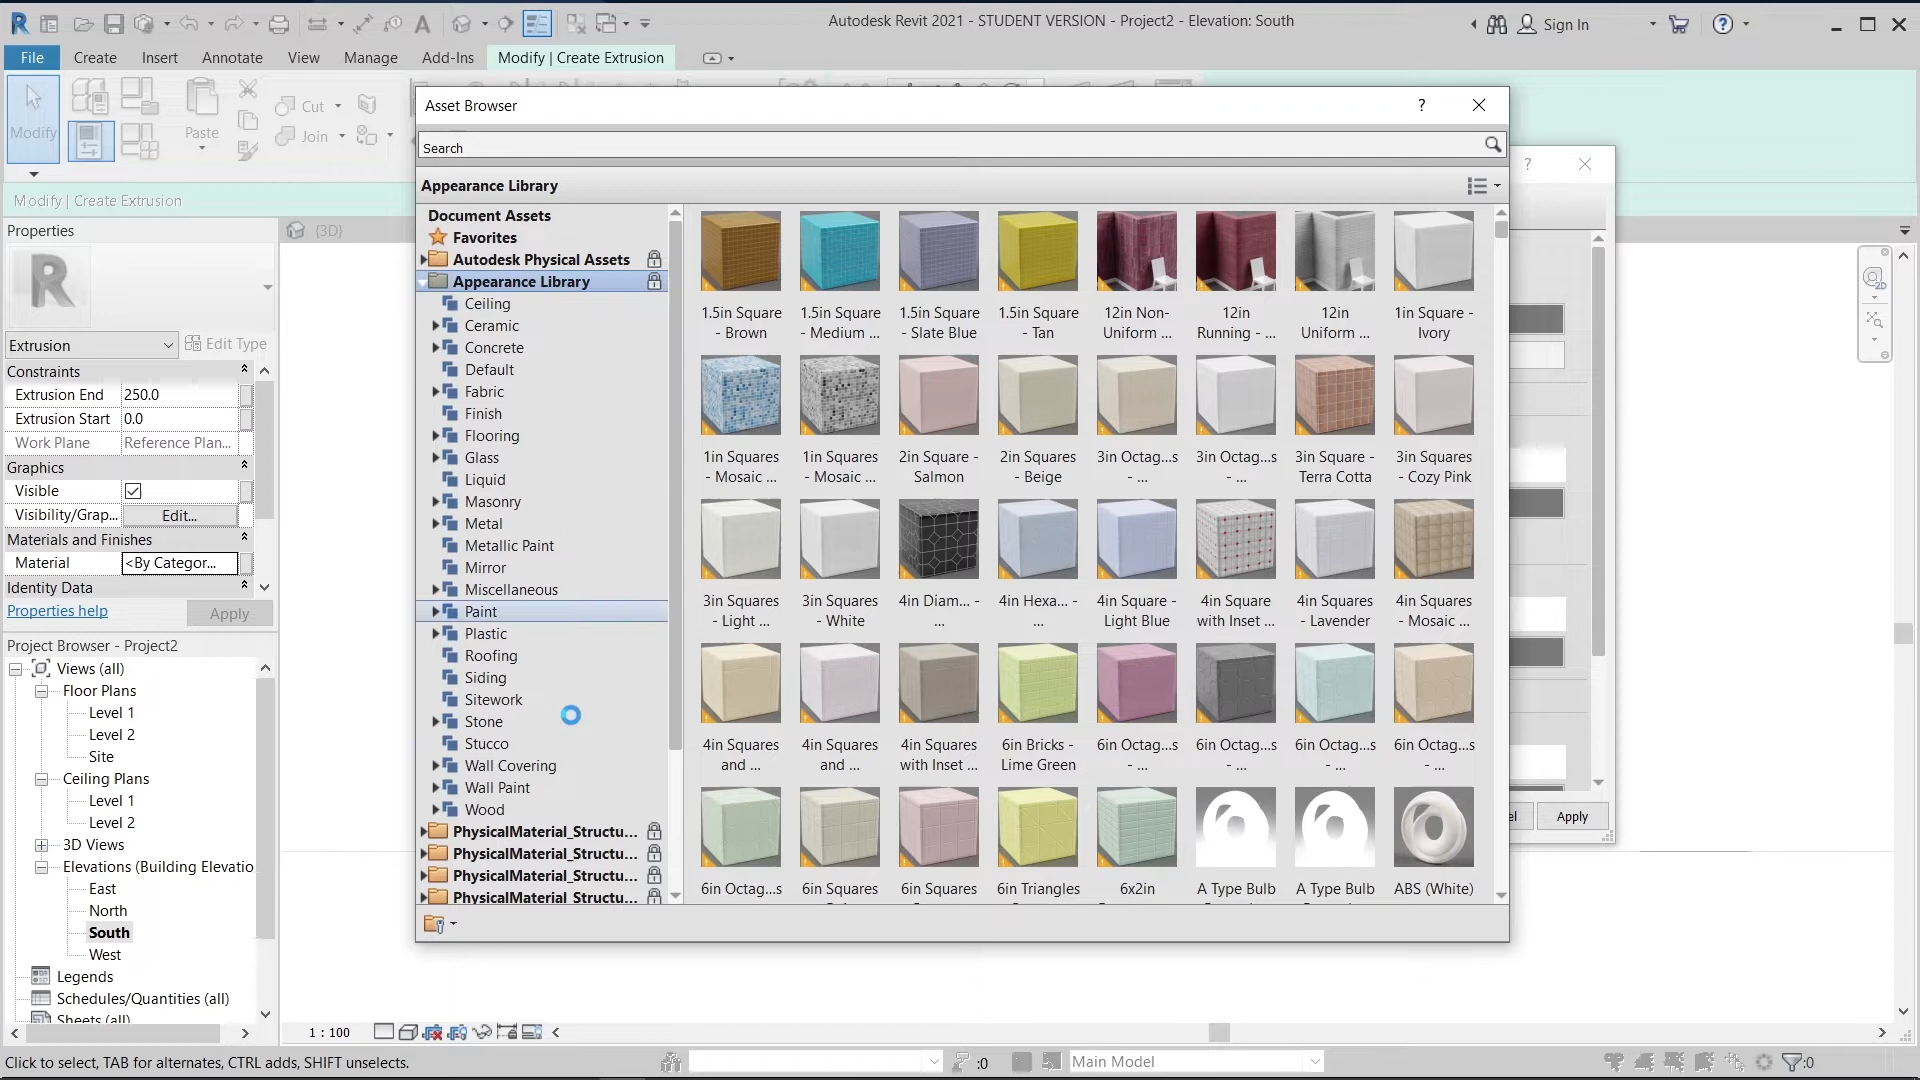 Autodesk Revit 2021 - STUDENT VERSION - Project2 - Elevation: South
Sign In
File Create Insert Annotate View Manage Add-Ins Modify | Create Extrusion
Modify
Paste
Cut
Join
Modify | Create Extrusion
Properties
{3D}
Extrusion
Edit Type
Constraints
Extrusion End 250.0
Extrusion Start 0.0
Work Plane Reference Plan...
Graphics
Visible
Visibility/Grap... Edit...
Materials and Finishes
Material <By Categor...
Identity Data
Properties help
Apply
Project Browser - Project2
Views (all)
Floor Plans
Level 1
Level 2
Site
Ceiling Plans
Level 1
Level 2
3D Views
Elevations (Building Elevatio
East
North
South
West
Legends
Schedules/Quantities (all)
Sheets (all)
Asset Browser
?
Search
Appearance Library
Document Assets
Favorites
Autodesk Physical Assets
Appearance Library
Ceiling
Ceramic
Concrete
Default
Fabric
Finish
Flooring
Glass
Liquid
Masonry
Metal
Metallic Paint
Mirror
Miscellaneous
Paint
Plastic
Roofing
Siding
Sitework
Stone
Stucco
Wall Covering
Wall Paint
Wood
PhysicalMaterial_Structu...
PhysicalMaterial_Structu...
PhysicalMaterial_Structu...
PhysicalMaterial_Structu...
1.5in Square - Brown
1.5in Square - Medium ...
1.5in Square - Slate Blue
1.5in Square - Tan
12in Non-Uniform ...
12in Running - ...
12in Uniform ...
1in Square - Ivory
1in Squares - Mosaic ...
1in Squares - Mosaic ...
2in Square - Salmon
2in Squares - Beige
3in Octag...s - ...
3in Octag...s - ...
3in Square - Terra Cotta
3in Squares - Cozy Pink
3in Squares - Light ...
3in Squares - White
4in Diam... - ...
4in Hexa... - ...
4in Square - Light Blue
4in Square with Inset ...
4in Squares - Lavender
4in Squares - Mosaic ...
4in Squares and ...
4in Squares and ...
4in Squares with Inset ...
6in Bricks - Lime Green
6in Octag...s - ...
6in Octag...s - ...
6in Octag...s - ...
6in Octag...s - ...
6in Octag...s
6in Squares
6in Squares
6in Triangles
6x2in
A Type Bulb
A Type Bulb
ABS (White)
?
el
Apply
2D
1 : 100
Click to select, TAB for alternates, CTRL adds, SHIFT unselects.
:0
Main Model
:0